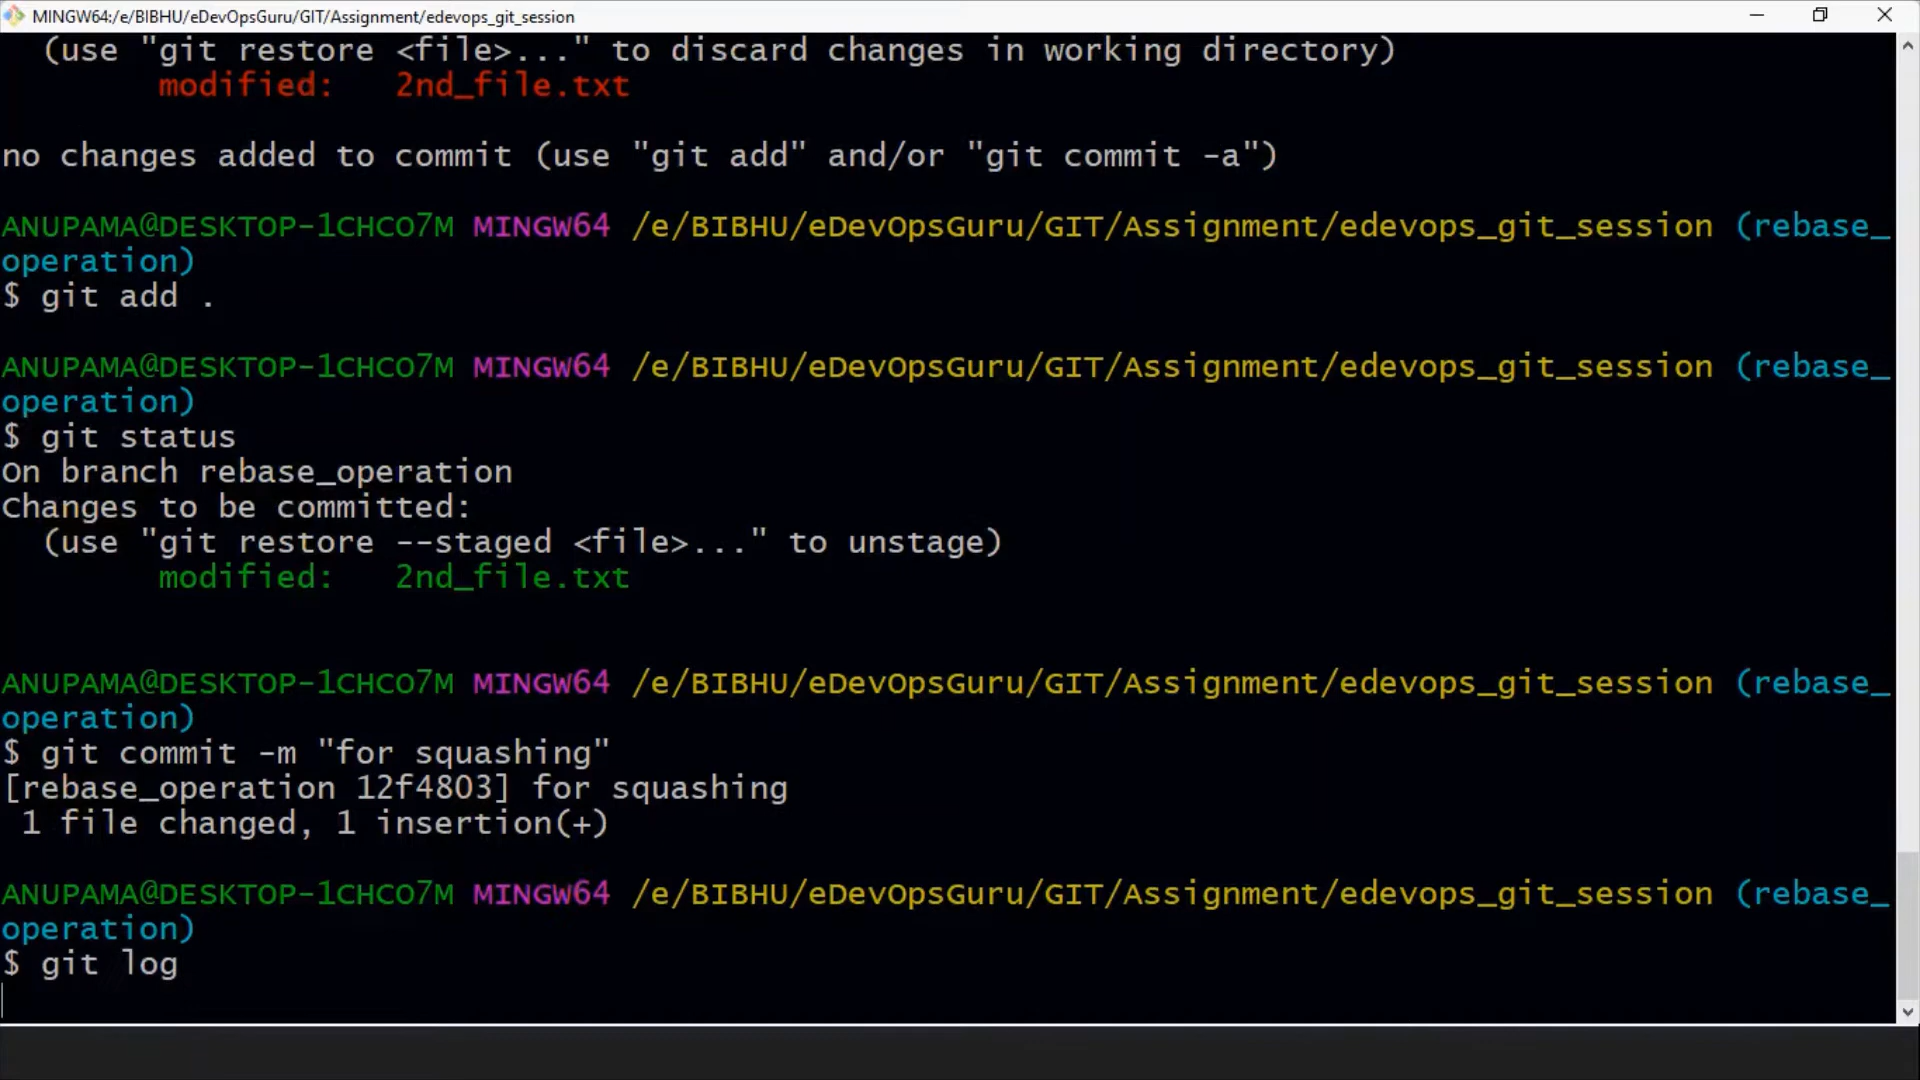 MINGW64:/e/BIBHU/eDevOpsGuru/GIT/Assignment/edevops_git_session
(use "git restore <file>..." to discard changes in working directory)
modified:   2nd_file.txt
no changes added to commit (use "git add" and/or "git commit -a")
ANUPAMA@DESKTOP-1CHCO7M MINGW64 /e/BIBHU/eDevOpsGuru/GIT/Assignment/edevops_git_session (rebase_
operation)
$ git add .
ANUPAMA@DESKTOP-1CHCO7M MINGW64 /e/BIBHU/eDevOpsGuru/GIT/Assignment/edevops_git_session (rebase_
operation)
$ git status
On branch rebase_operation
Changes to be committed:
(use "git restore --staged <file>..." to unstage)
modified:   2nd_file.txt
ANUPAMA@DESKTOP-1CHCO7M MINGW64 /e/BIBHU/eDevOpsGuru/GIT/Assignment/edevops_git_session (rebase_
operation)
$ git commit -m "for squashing"
[rebase_operation 12f4803] for squashing
1 file changed, 1 insertion(+)
ANUPAMA@DESKTOP-1CHCO7M MINGW64 /e/BIBHU/eDevOpsGuru/GIT/Assignment/edevops_git_session (rebase_
operation)
$ git log